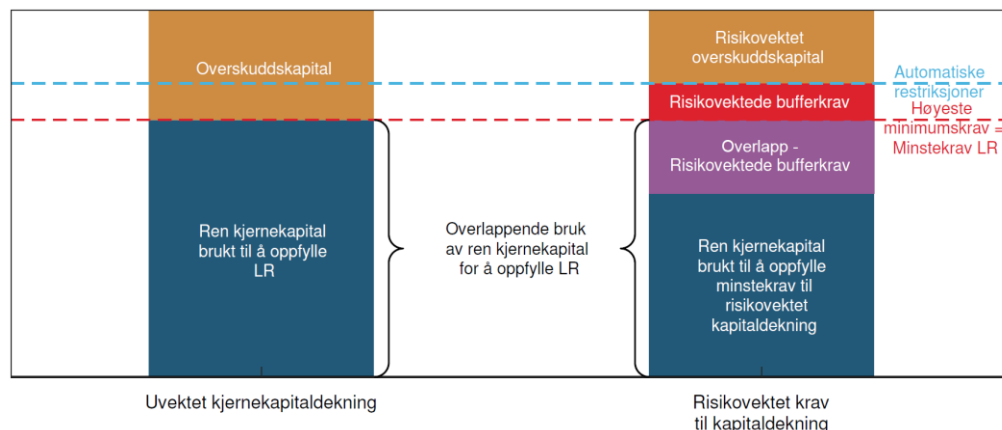 Overskuddskapital
Risikovektet
overskuddskapital
Automatiske
restriksjoner
Risikovektede bufferkrav
Høyeste
minimumskrav =
Minstekrav LR
Overlapp -
Risikovektede bufferkrav
Ren kjernekapital
brukt til å oppfylle
LR
Overlappende bruk
av ren kjernekapital
for å oppfylle LR
Ren kjernekapital
brukt til å oppfylle
minstekrav til
risikovektet
kapitaldekning
Uvektet kjernekapitaldekning
Risikovektet krav
til kapitaldekning